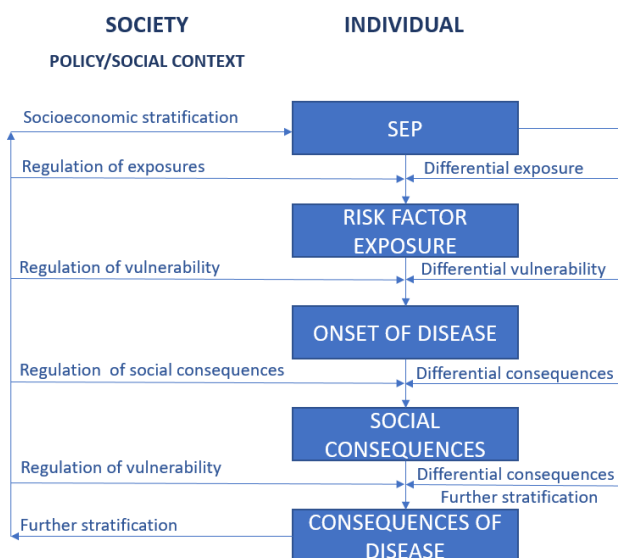 SOCIETY INDIVIDUAL
POLICY/SOCIAL CONTEXT
Socioeconomic stratification
SEP
Regulation of exposures
Differential exposure
RISK FACTOR
EXPOSURE
Regulation of vulnerability
Differential vulnerability
ONSET OF DISEASE
Regulation of social consequences
Differential consequences
SOCIAL
CONSEQUENCES
Regulation of vulnerability
Differential consequences
Further stratification
Further stratification
CONSEQUENCES OF
DISEASE